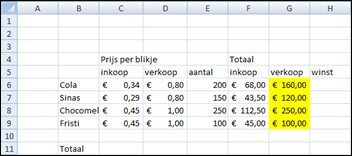 A B C D E F G H
1
2
3
4 Prijs per blikje Totaal
5 inkoop verkoop aantal inkoop verkoop winst
6 Cola € 0,34 € 0,80 200 € 68,00 € 160,00
7 Sinas € 0,29 € 0,80 150 € 43,50 € 120,00
8 Chocomel € 0,45 € 1,00 250 € 112,50 € 250,00
9 Fristi € 0,45 € 1,00 100 € 45,00 € 100,00
10
11 Totaal